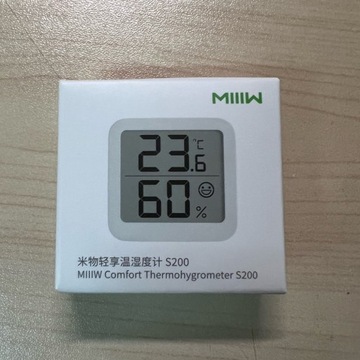 MIIIW
23.6 °C
60 %
米物轻享温湿度计 S200
MIIIW Comfort Thermohygrometer S200